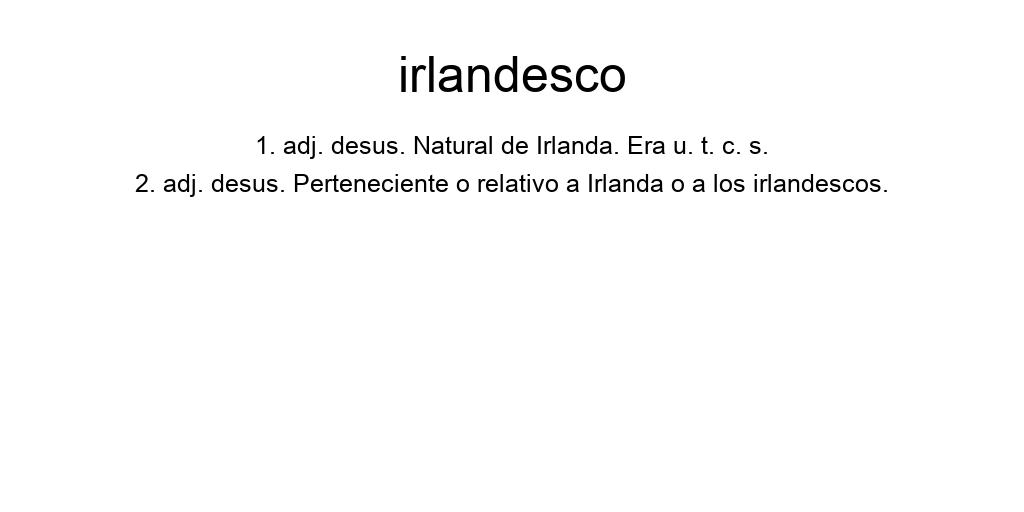 irlandesco
1. adj. desus. Natural de Irlanda. Era u. t. c. s.
2. adj. desus. Perteneciente o relativo a Irlanda o a los irlandescos.